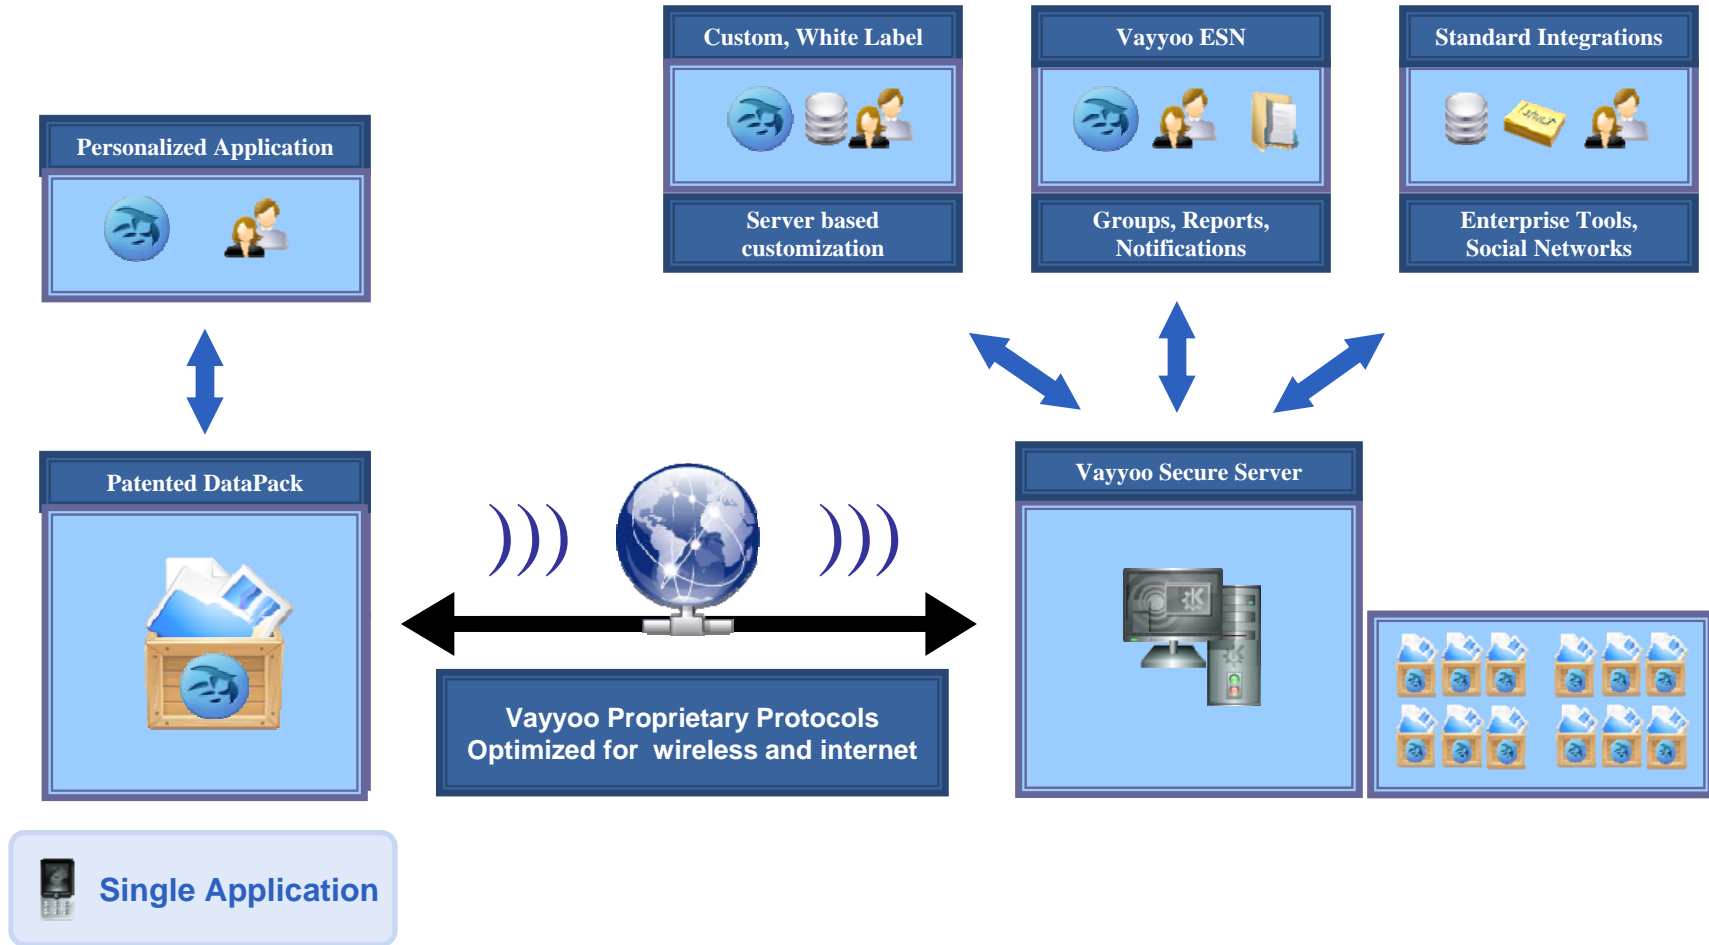 Custom, White Label
Vayyoo ESN
Standard Integrations
Personalized Application
Server based
customization
Groups, Reports,
Notifications
Enterprise Tools,
Social Networks
Patented DataPack
Vayyoo Secure Server
Vayyoo Proprietary Protocols
Optimized for wireless and internet
Single Application